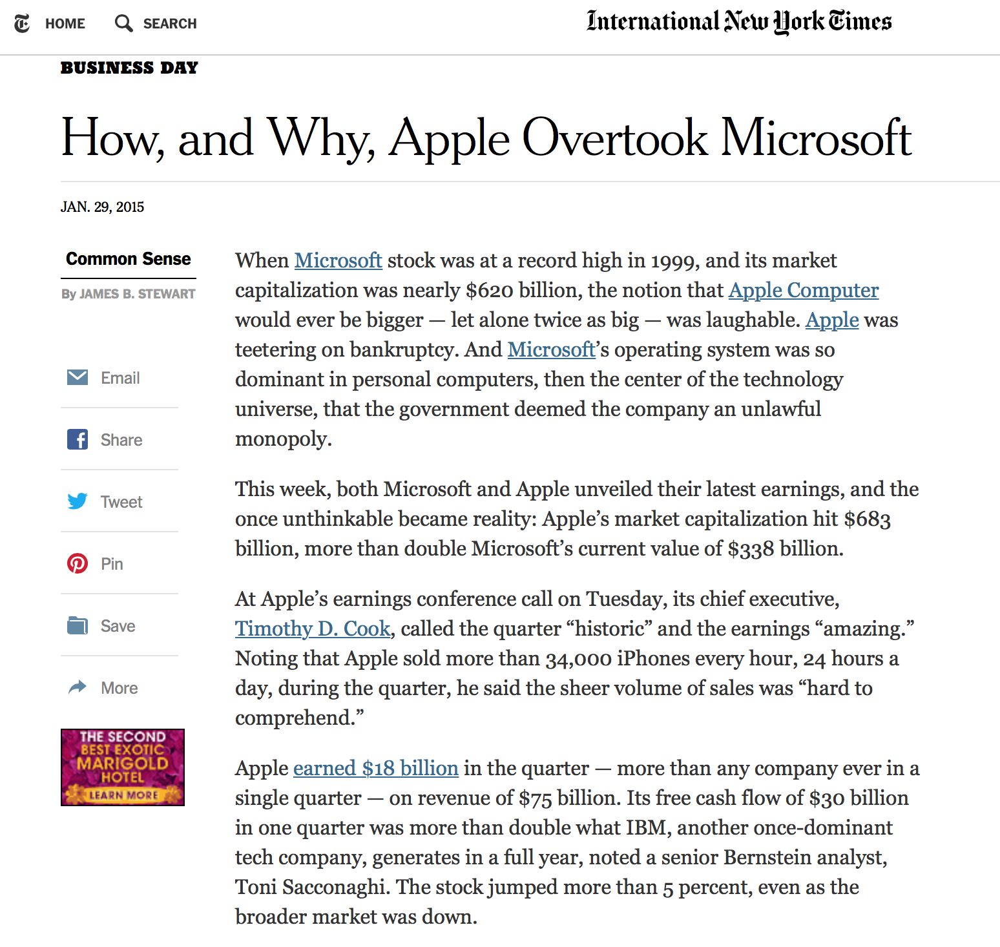 HOME SEARCH International New York Times
BUSINESS DAY
How, and Why, Apple Overtook Microsoft
JAN. 29, 2015
Common Sense
By JAMES B. STEWART
Email
Share
Tweet
Pin
Save
More
THE SECOND
BEST EXOTIC
MARIGOLD
HOTEL
LEARN MORE
When Microsoft stock was at a record high in 1999, and its market
capitalization was nearly $620 billion, the notion that Apple Computer
would ever be bigger — let alone twice as big — was laughable. Apple was
teetering on bankruptcy. And Microsoft’s operating system was so
dominant in personal computers, then the center of the technology
universe, that the government deemed the company an unlawful
monopoly.
This week, both Microsoft and Apple unveiled their latest earnings, and the
once unthinkable became reality: Apple’s market capitalization hit $683
billion, more than double Microsoft’s current value of $338 billion.
At Apple’s earnings conference call on Tuesday, its chief executive,
Timothy D. Cook, called the quarter “historic” and the earnings “amazing.”
Noting that Apple sold more than 34,000 iPhones every hour, 24 hours a
day, during the quarter, he said the sheer volume of sales was “hard to
comprehend.”
Apple earned $18 billion in the quarter — more than any company ever in a
single quarter — on revenue of $75 billion. Its free cash flow of $30 billion
in one quarter was more than double what IBM, another once-dominant
tech company, generates in a full year, noted a senior Bernstein analyst,
Toni Sacconaghi. The stock jumped more than 5 percent, even as the
broader market was down.